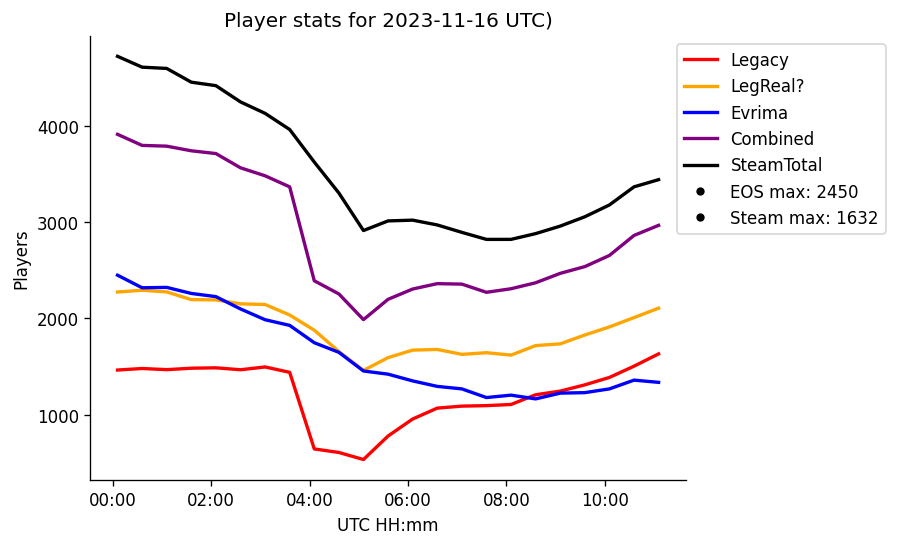 Player stats for 2023-11-16 UTC)
Legacy
LegReal?
Evrima
Combined
SteamTotal
EOS max: 2450
Steam max: 1632
Players
4000
3000
2000
1000
00:00 02:00 04:00 06:00 08:00 10:00
UTC HH:mm